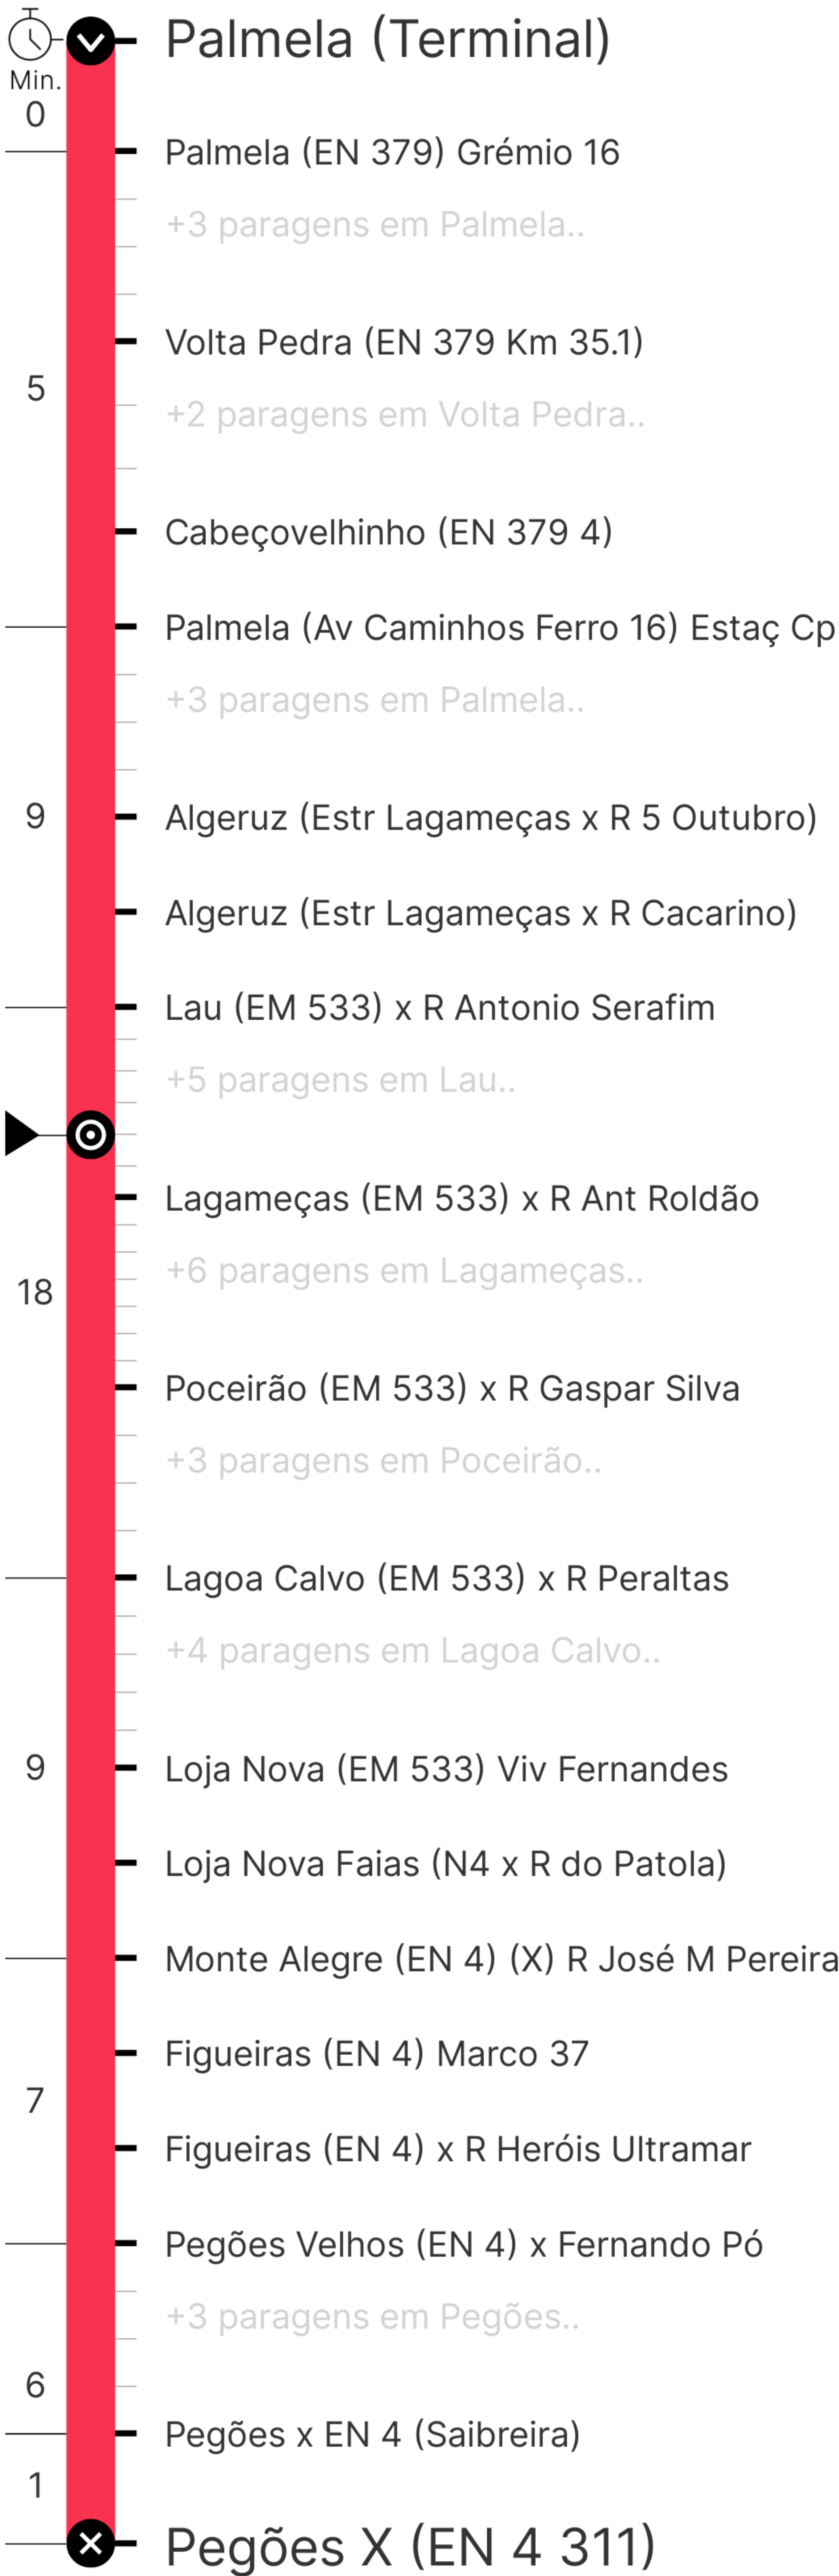 Palmela (Terminal)
Min.
0
Palmela (EN 379) Grémio 16
+3 paragens em Palmela..
Volta Pedra (EN 379 Km 35.1)
5
+2 paragens em Volta Pedra..
Cabeçovelhinho (EN 379 4)
Palmela (Av Caminhos Ferro 16) Estaç Cp
+3 paragens em Palmela..
9
Algeruz (Estr Lagameças x R 5 Outubro)
Algeruz (Estr Lagameças x R Cacarino)
Lau (EM 533) x R Antonio Serafim
+5 paragens em Lau..
Lagameças (EM 533) x R Ant Roldão
+6 paragens em Lagameças..
18
Poceirão (EM 533) x R Gaspar Silva
+3 paragens em Poceirão..
Lagoa Calvo (EM 533) x R Peraltas
+4 paragens em Lagoa Calvo..
9
Loja Nova (EM 533) Viv Fernandes
Loja Nova Faias (N4 x R do Patola)
Monte Alegre (EN 4) (X) R José M Pereira
Figueiras (EN 4) Marco 37
7
Figueiras (EN 4) x R Heróis Ultramar
Pegões Velhos (EN 4) x Fernando Pó
+3 paragens em Pegões..
6
Pegões x EN 4 (Saibreira)
1
Pegões X (EN 4 311)